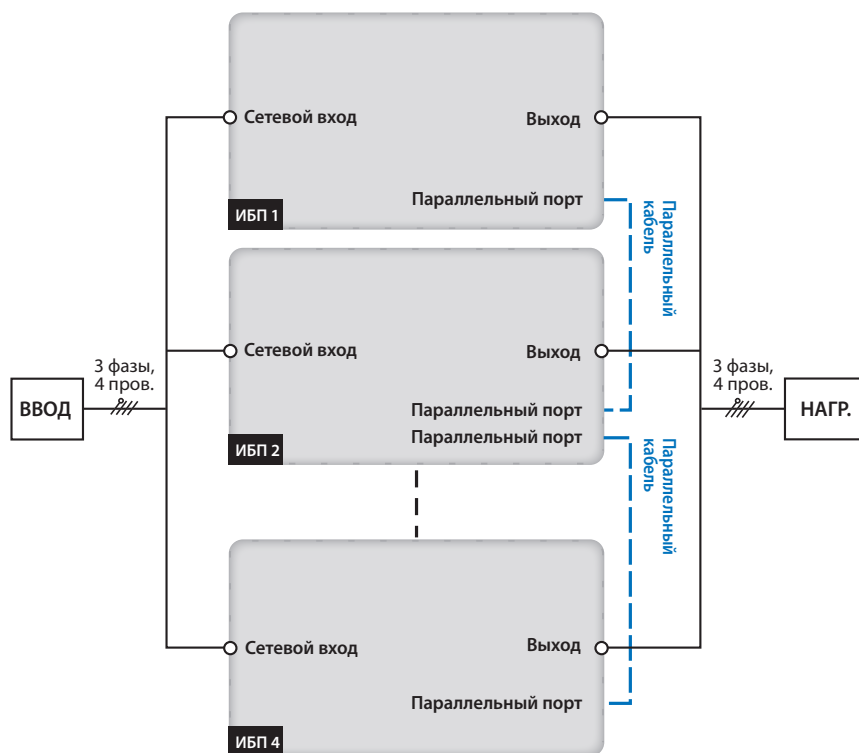 Сетевой вход
Выход
Параллельный порт
ИБП 1
Параллельный
кабель
Сетевой вход
Выход
3 фазы,
4 пров.
ВВОД
3 фазы,
4 пров.
НАГР.
Параллельный порт
Параллельный порт
ИБП 2
Параллельный
кабель
Сетевой вход
Выход
Параллельный порт
ИБП 4